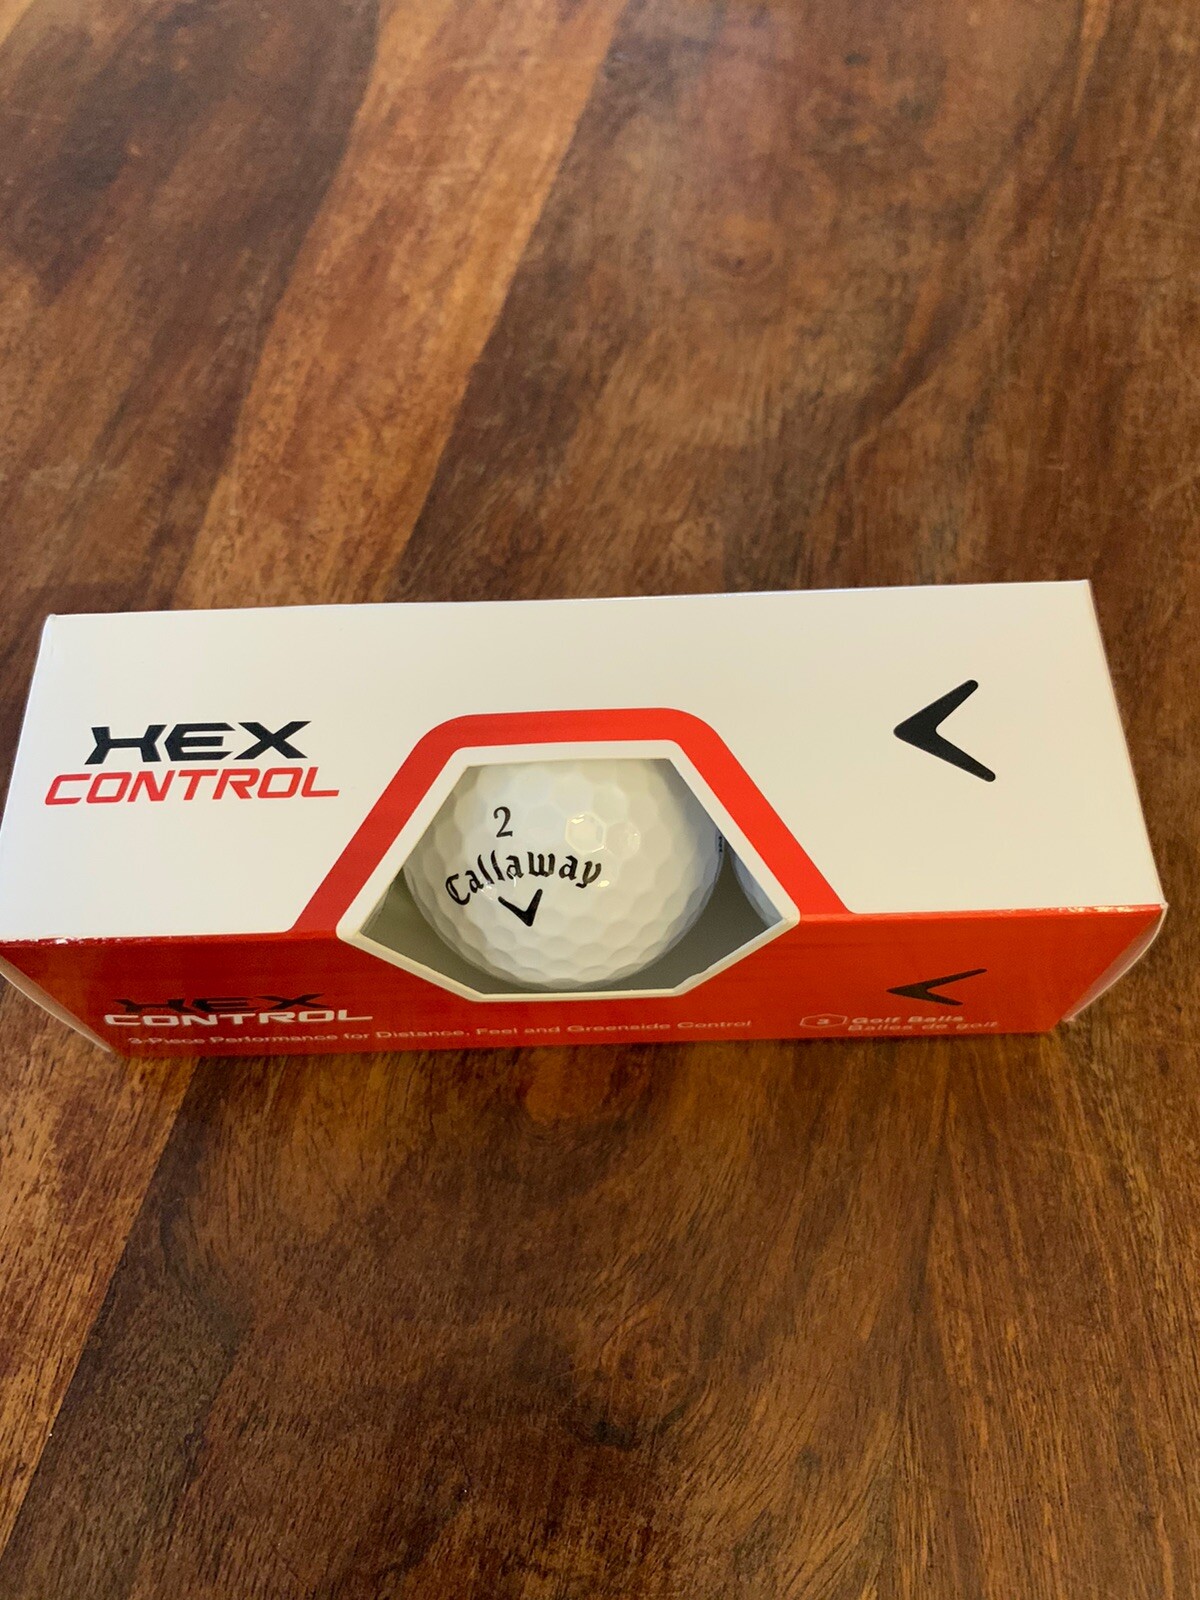 HEX
CONTROL
2
Callaway
HEX
CONTROL
3-Piece Performance for Distance, Feel and Greenside Control
3 Golf Balls
Balles de golf